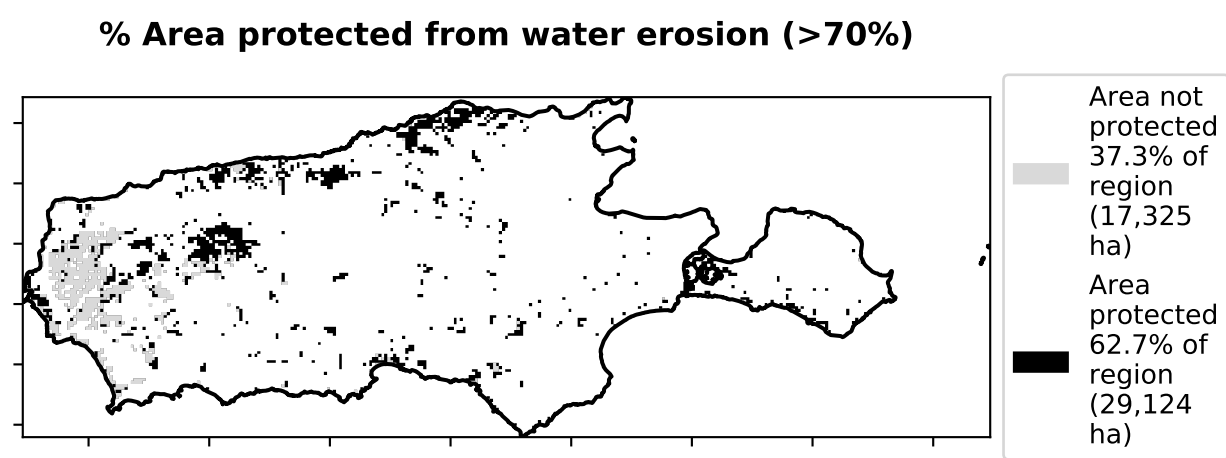 % Area protected from water erosion (>70%)
Area not
protected
37.3% of
region
(17,325
ha)
Area
protected
62.7% of
region
(29,124
ha)